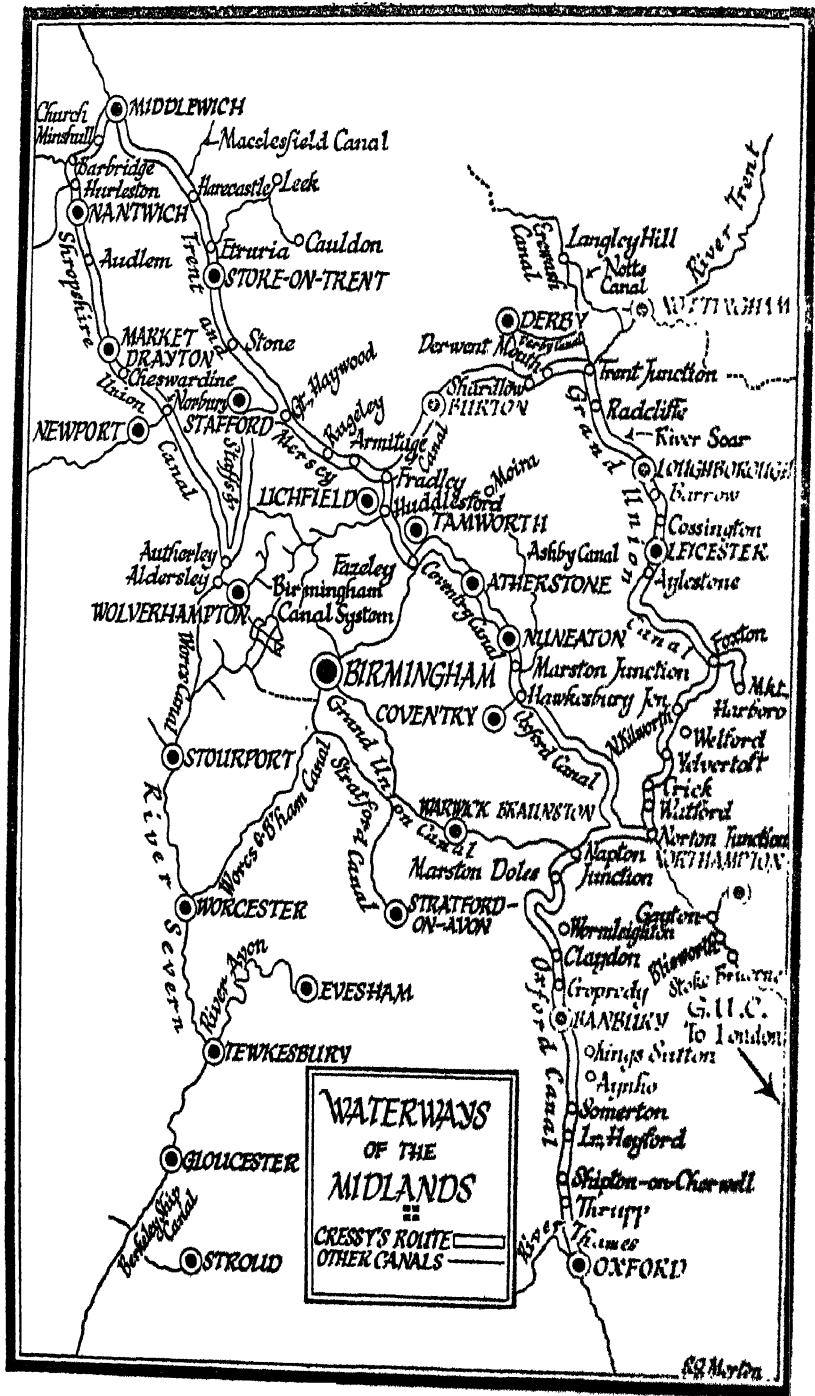 MIDDLEWICH
Church
Minshull
Macclesfield Canal
Barbridge
Hurleston
Harecastle
Leek
NANTWICH
Etruria
Cauldon
Audlem
STOKE-ON-TRENT
Shropshire
Union
Canal
Trent
and
Mersey
Canal
MARKET
DRAYTON
Stone
Cheswardine
Norbury
STAFFORD
Gt. Haywood
NEWPORT
Staffs &
Worcs Canal
Rugeley
Armitage
LICHFIELD
Fradley
Huddlesford
TAMWORTH
Moira
Erewash
Canal
Langley Hill
Notts
Canal
River Trent
NOTTINGHAM
DERBY
Derby Canal
Derwent Mouth
Shardlow
BURTON
Trent Junction
Radcliffe
River Soar
Grand
Union
Canal
LOUGHBOROUGH
Barrow
Cossington
LEICESTER
Aylestone
Autherley
Aldersley
Fazeley
Ashby Canal
Birmingham
Canal System
Coventry Canal
ATHERSTONE
WOLVERHAMPTON
NUNEATON
Foxton
BIRMINGHAM
Marston Junction
Hawkesbury Jcn.
Mkt.
Harboro
COVENTRY
Oxford Canal
N. Kilworth
Welford
Yelvertoft
Crick
Watford
STOURPORT
Grand Union Canal
WARWICK
BRAUNSTON
Norton Junction
NORTHAMPTON
River Severn
Worcs & B'ham Canal
Stratford Canal
Marston Doles
Napton
Junction
WORCESTER
STRATFORD-
ON-AVON
Wormleighton
Gayton
Blisworth
Stoke Bruerne
Claydon
Cropredy
River Avon
EVESHAM
BANBURY
G.U.C.
To London
TEWKESBURY
Kings Sutton
Aynho
Oxford Canal
Somerton
Lr. Heyford
GLOUCESTER
Shipton-on-Cherwell
Thrupp
Berkeley Ship
Canal
STROUD
River Thames
OXFORD
WATERWAYS
OF THE
MIDLANDS
CRESSY'S ROUTE
OTHER CANALS